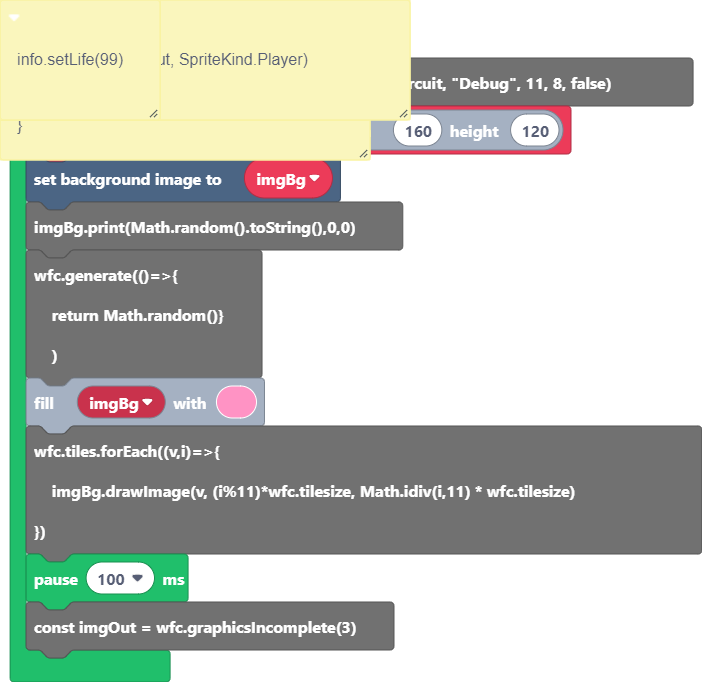 info.setLife(99)
t, SpriteKind.Player)
rcuit, "Debug", 11, 8, false)
}
160 height 120
set background image to imgBg
imgBg.print(Math.random().toString(),0,0)
wfc.generate(()=>{
return Math.random()}
)
fill imgBg with
wfc.tiles.forEach((v,i)=>{
imgBg.drawImage(v, (i%11)*wfc.tilesize, Math.idiv(i,11) * wfc.tilesize)
})
pause 100 ms
const imgOut = wfc.graphicsIncomplete(3)